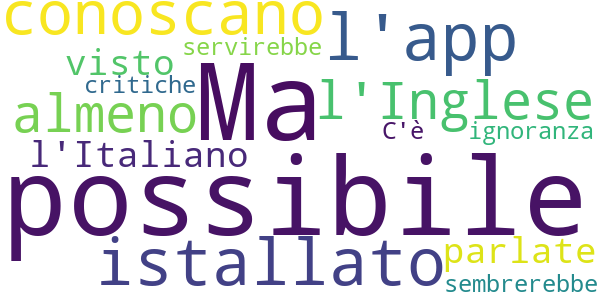 conoscano
l'app
servirebbe
visto
critiche
Ma
l'Inglese
almeno
C'è
ignoranza
l'Italiano
possibile
istallato
parlate
sembrerebbe